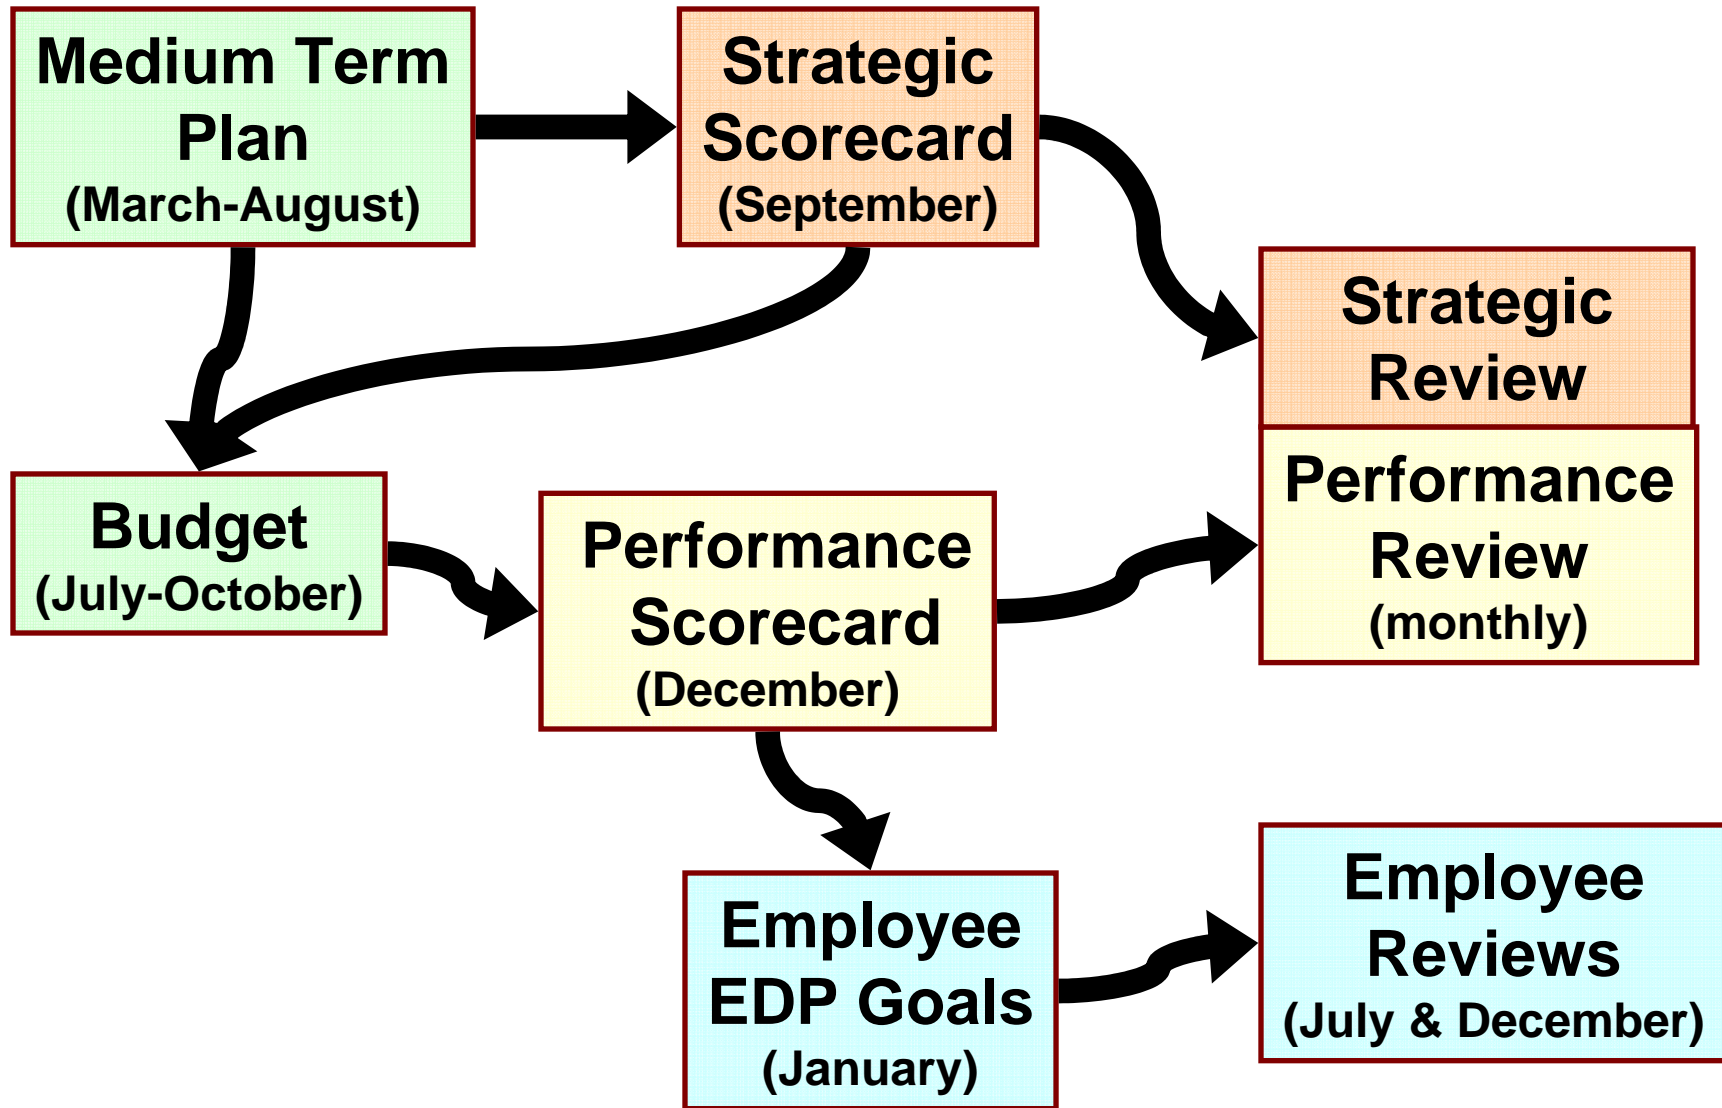 Medium Term
Plan
(March-August)
Strategic
Scorecard
(September)
Strategic
Review
Performance
Review
(monthly)
Budget
(July-October)
Performance
Scorecard
(December)
Employee
EDP Goals
(January)
Employee
Reviews
(July & December)